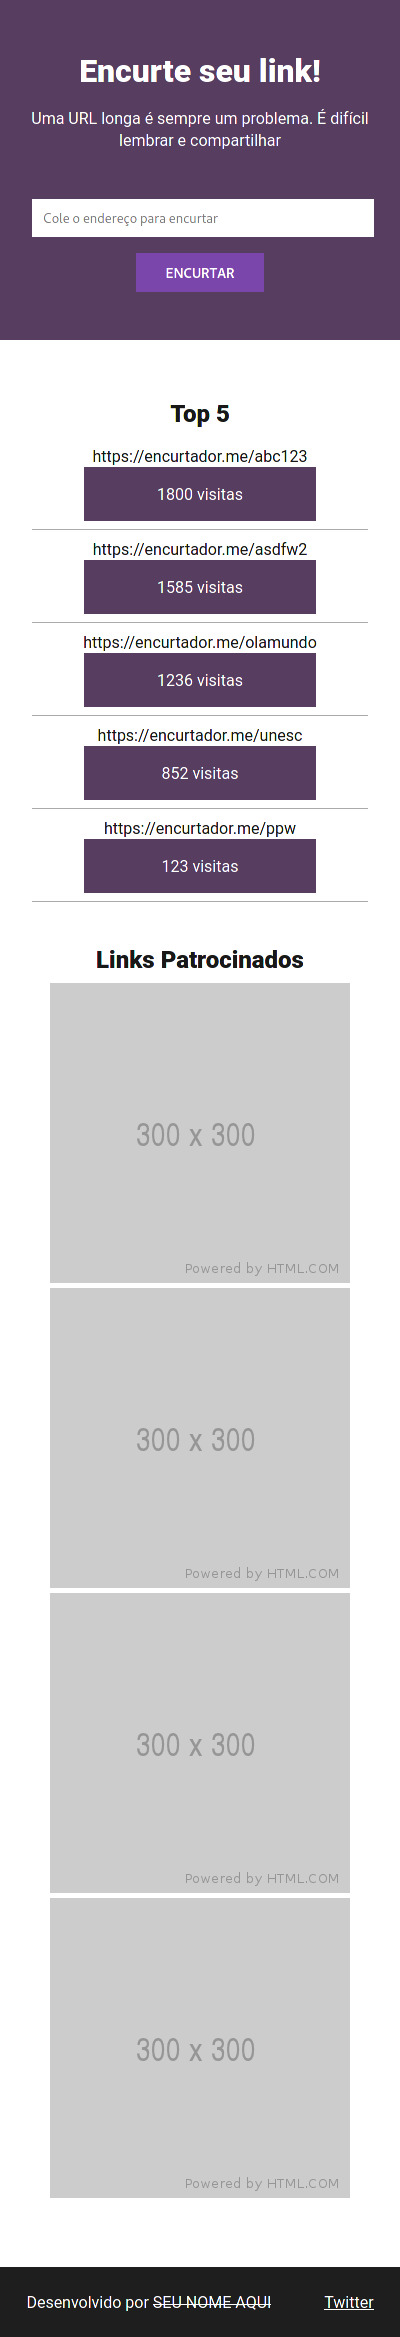 Encurte seu link!
Uma URL longa é sempre um problema. É difícil
lembrar e compartilhar
Cole o endereço para encurtar
ENCURTAR
Top 5
https://encurtador.me/abc123
1800 visitas
https://encurtador.me/asdfw2
1585 visitas
https://encurtador.me/olamundo
1236 visitas
https://encurtador.me/unesc
852 visitas
https://encurtador.me/ppw
123 visitas
Links Patrocinados
300 x 300
Powered by HTML.COM
300 x 300
Powered by HTML.COM
300 x 300
Powered by HTML.COM
300 x 300
Powered by HTML.COM
Desenvolvido por SEU NOME AQUI Twitter